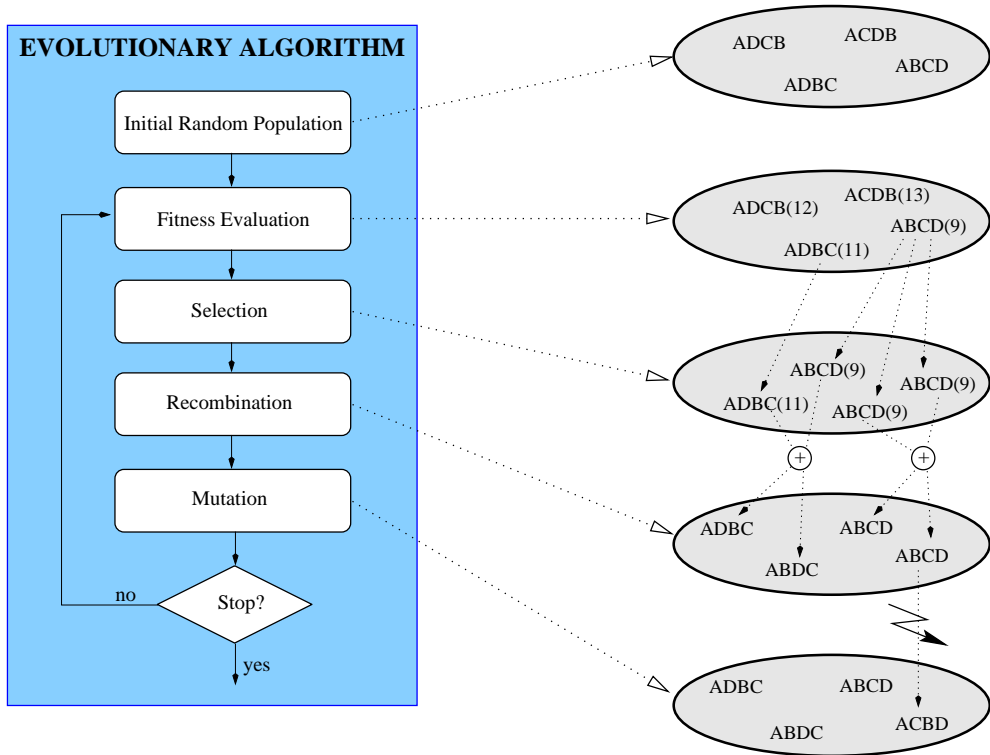 EVOLUTIONARY ALGORITHM
Initial Random Population
Fitness Evaluation
Selection
Recombination
Mutation
Stop?
no
yes
ADCB
ACDB
ABCD
ADBC
ADCB(12)
ACDB(13)
ABCD(9)
ADBC(11)
ABCD(9)
ABCD(9)
ADBC(11)
ABCD(9)
+
+
ADBC
ABCD
ABDC
ABCD
ADBC
ABCD
ABDC
ACBD